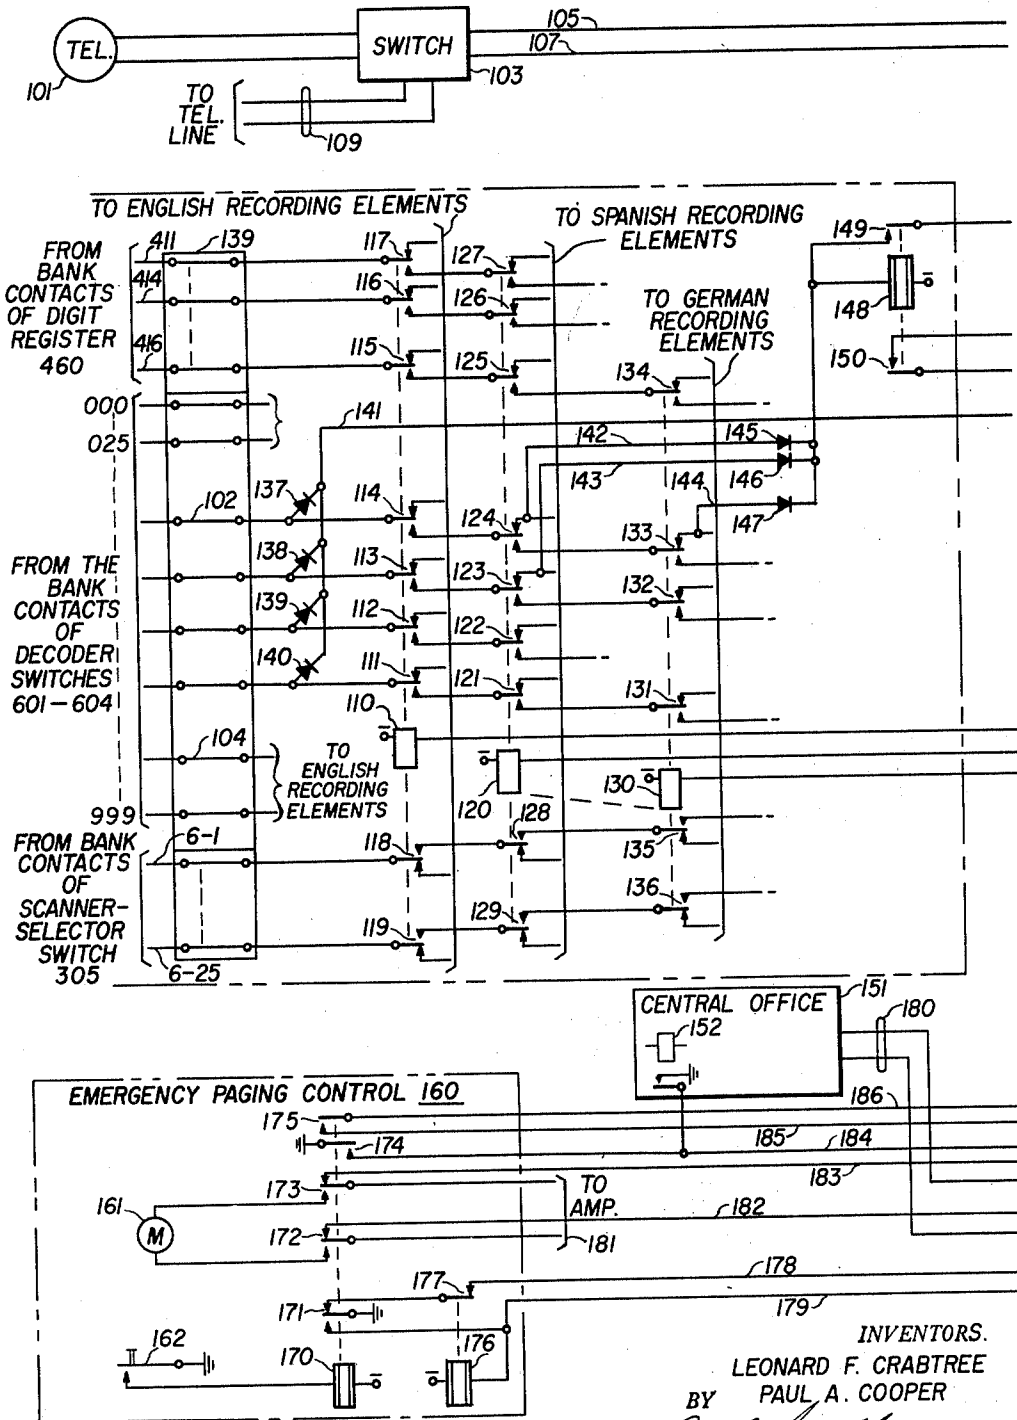 105
107
TEL.
SWITCH
101
103
TO
TEL.
LINE
109
TO ENGLISH RECORDING ELEMENTS
TO SPANISH RECORDING
ELEMENTS
FROM
BANK
CONTACTS
OF DIGIT
REGISTER
460
411
139
414
416
117
116
115
127
126
125
TO GERMAN
RECORDING
ELEMENTS
134
149
148
150
000
025
141
142
143
144
145
146
147
102
137
138
139
140
114
113
112
111
124
123
122
121
133
132
131
FROM THE
BANK
CONTACTS
OF
DECODER
SWITCHES
601-604
110
120
130
104
TO
ENGLISH
RECORDING
ELEMENTS
999
FROM BANK
CONTACTS
OF
SCANNER-
SELECTOR
SWITCH
305
6-1
6-25
118
119
128
129
135
136
CENTRAL OFFICE
151
152
180
EMERGENCY PAGING CONTROL 160
175
174
173
172
186
185
184
183
182
TO
AMP.
181
161
M
177
178
179
171
162
170
176
INVENTORS.
LEONARD F. CRABTREE
PAUL A. COOPER
BY